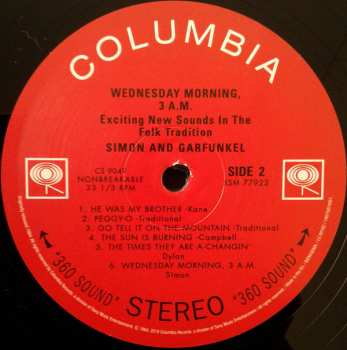 COLUMBIA
WEDNESDAY MORNING,
3 A.M.
Exciting New Sounds In The
Folk Tradition
SIMON AND GARFUNKEL
CS 9049
NONBREAKABLE
33 1/3 RPM
SIDE 2
LSM 77923
1. HE WAS MY BROTHER -Kane
2. PEGGY-O -Traditional
3. GO TELL IT ON THE MOUNTAIN -Traditional
4. THE SUN IS BURNING -Campbell
5. THE TIMES THEY ARE A-CHANGIN'
Dylan
6. WEDNESDAY MORNING, 3 A.M.
Simon
"360 SOUND" STEREO "360 SOUND"